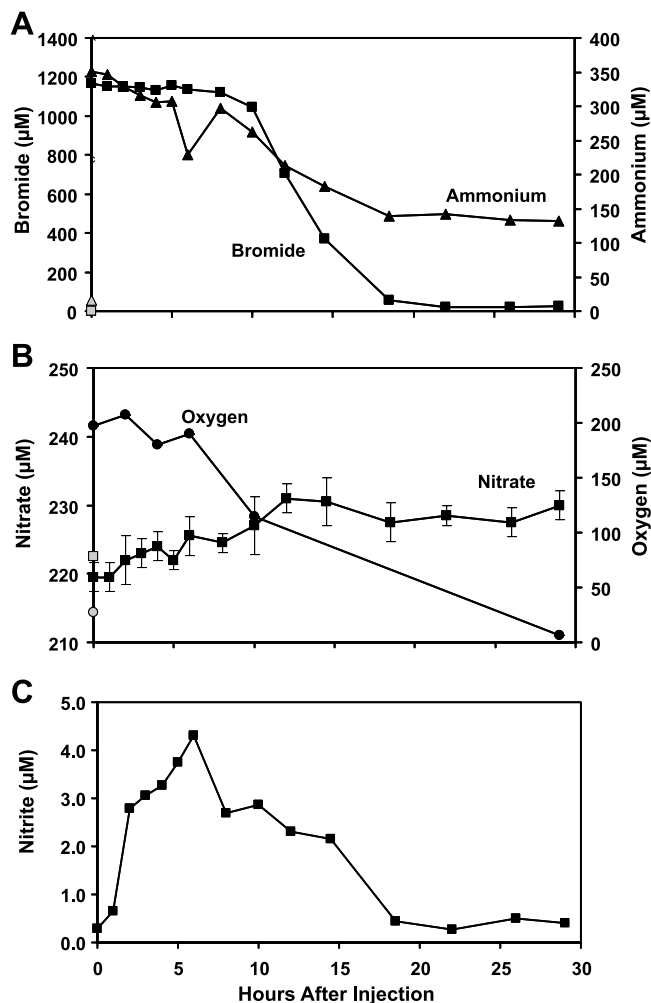 A
1400
1200
1000
800
600
400
200
0
Bromide (µM)
400
350
300
250
200
150
100
50
0
Ammonium (µM)
Ammonium
Bromide
B
250
240
230
220
210
Nitrate (µM)
250
200
150
100
50
0
Oxygen (µM)
Oxygen
Nitrate
C
5.0
4.0
3.0
2.0
1.0
0.0
Nitrite (µM)
0 5 10 15 20 25 30
Hours After Injection